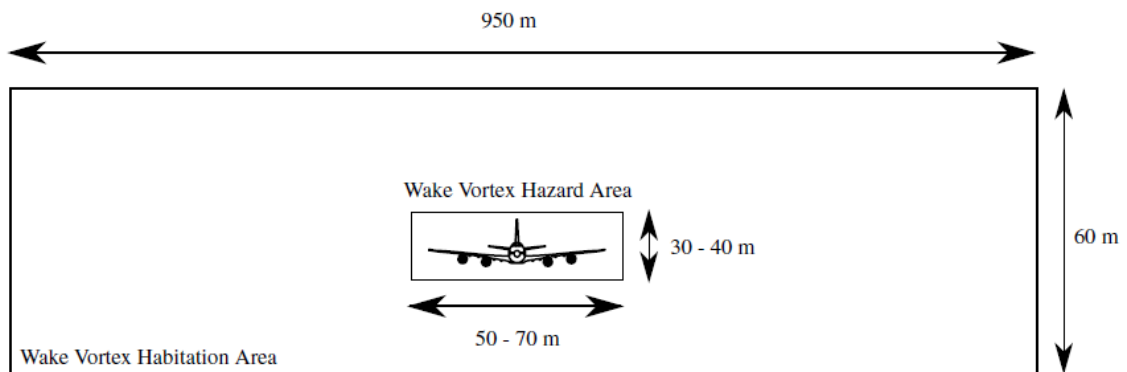 950 m
Wake Vortex Hazard Area
30 - 40 m
60 m
50 - 70 m
Wake Vortex Habitation Area